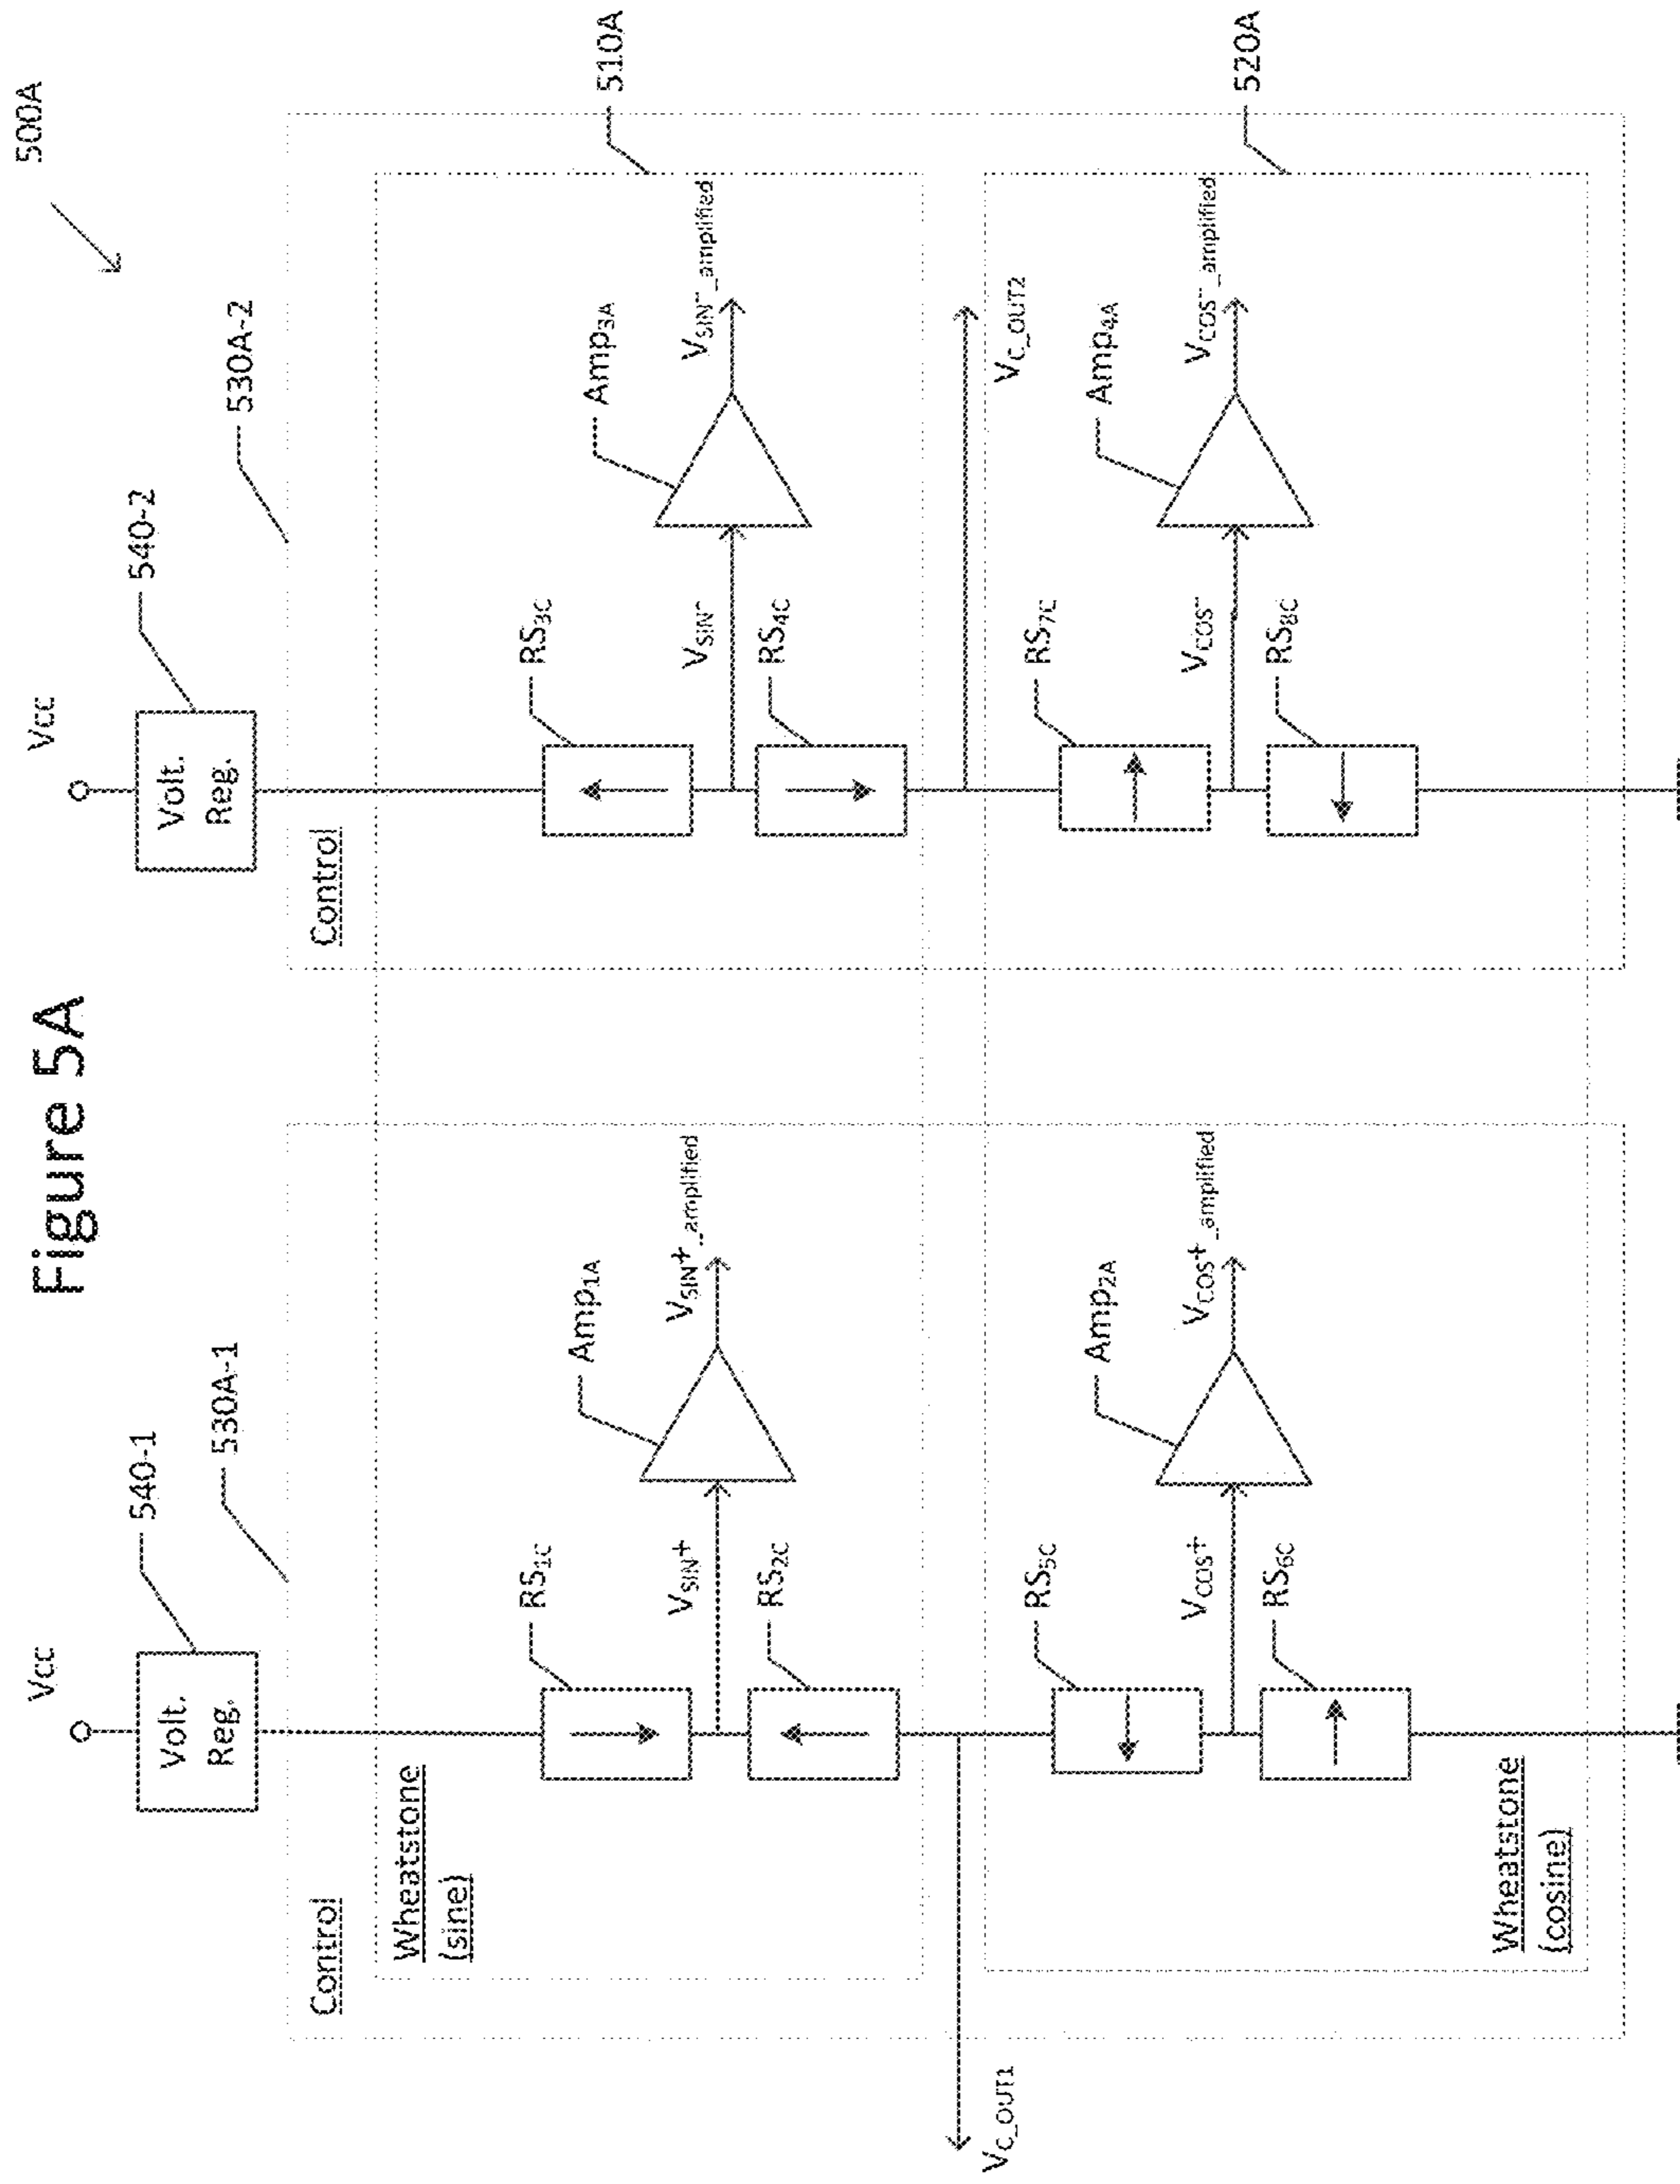 Figure 5A
500A
Vcc
Volt.
Reg.
540-1
530A-1
Control
Wheatstone
(sine)
RS1C
VSIN+
RS2C
Amp1A
VSIN+_amplified
VC_OUT1
RS5C
VCOS+
RS6C
Amp2A
VCOS+_amplified
Wheatstone
(cosine)
Vcc
Volt.
Reg.
540-2
530A-2
Control
510A
RS3C
VSIN-
RS4C
Amp3A
VSIN-_amplified
VC_OUT2
520A
RS7C
VCOS-
RS8C
Amp4A
VCOS-_amplified